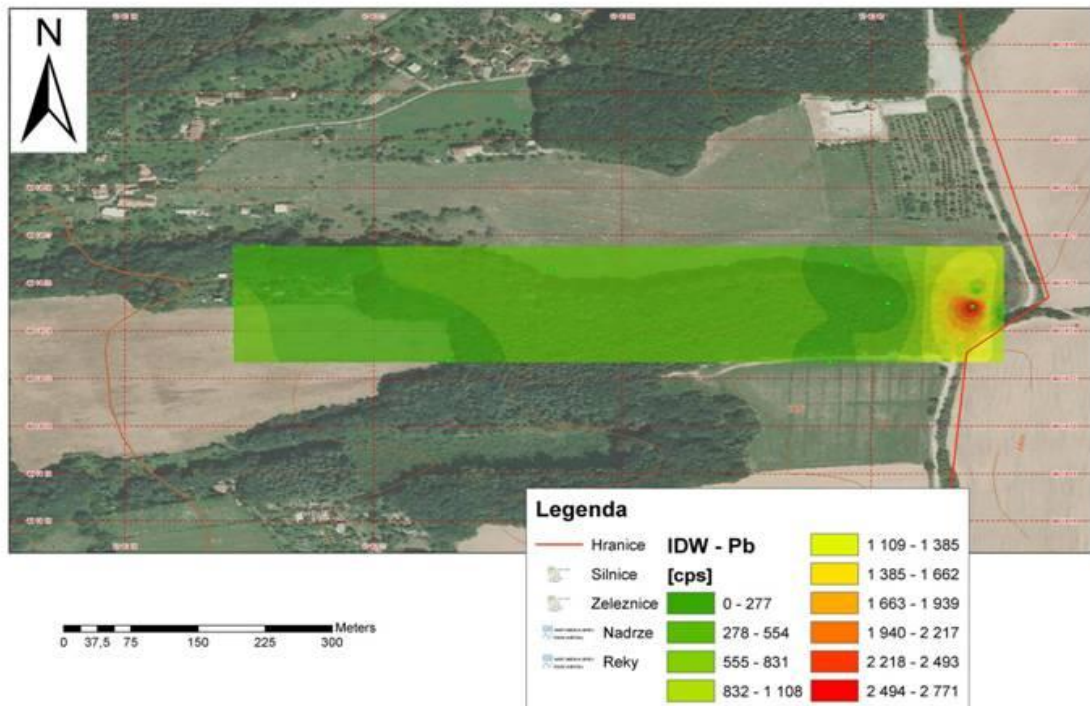 N
Legenda
Hranice
Silnice
Zeleznice
Nadrze
Reky
IDW - Pb
[cps]
0 - 277
278 - 554
555 - 831
832 - 1 108
1 109 - 1 385
1 385 - 1 662
1 663 - 1 939
1 940 - 2 217
2 218 - 2 493
2 494 - 2 771
Meters
0 37,5 75 150 225 300